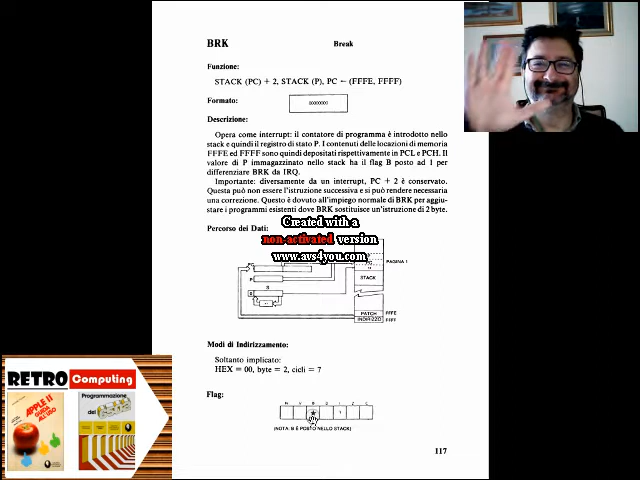 BRK
Break
Funzione:
STACK (PC) + 2, STACK (P), PC ← (FFFE, FFFF)
Formato:
00000000
Descrizione:
Opera come interrupt: il contatore di programma è introdotto nello
stack e quindi il registro di stato P. I contenuti delle locazioni di memoria
FFFE ed FFFF sono quindi depositati rispettivamente in PCL e PCH. Il
valore di P immagazzinato nello stack ha il flag B posto ad 1 per
differenziare BRK da IRQ.
Importante: diversamente da un interrupt, PC + 2 è conservato.
Questa può non essere l'istruzione successiva e si può rendere necessaria
una correzione. Questo è dovuto all'impiego normale di BRK per aggiu-
stare i programmi esistenti dove BRK sostituisce un'istruzione di 2 byte.
Created with a
non-activated version
www.avs4you.com
Percorso dei Dati:
PAGINA 1
STACK
P
S
PATCH FFFE
INDIRIZZO FFFF
Modi di Indirizzamento:
Soltanto implicato:
HEX = 00, byte = 2, cicli = 7
Flag:
N V B D I Z C
1
(NOTA: B È POSTO NELLO STACK)
117
RETRO Computing
APPLE II
GUIDA
ALL'USO
Programmazione
del